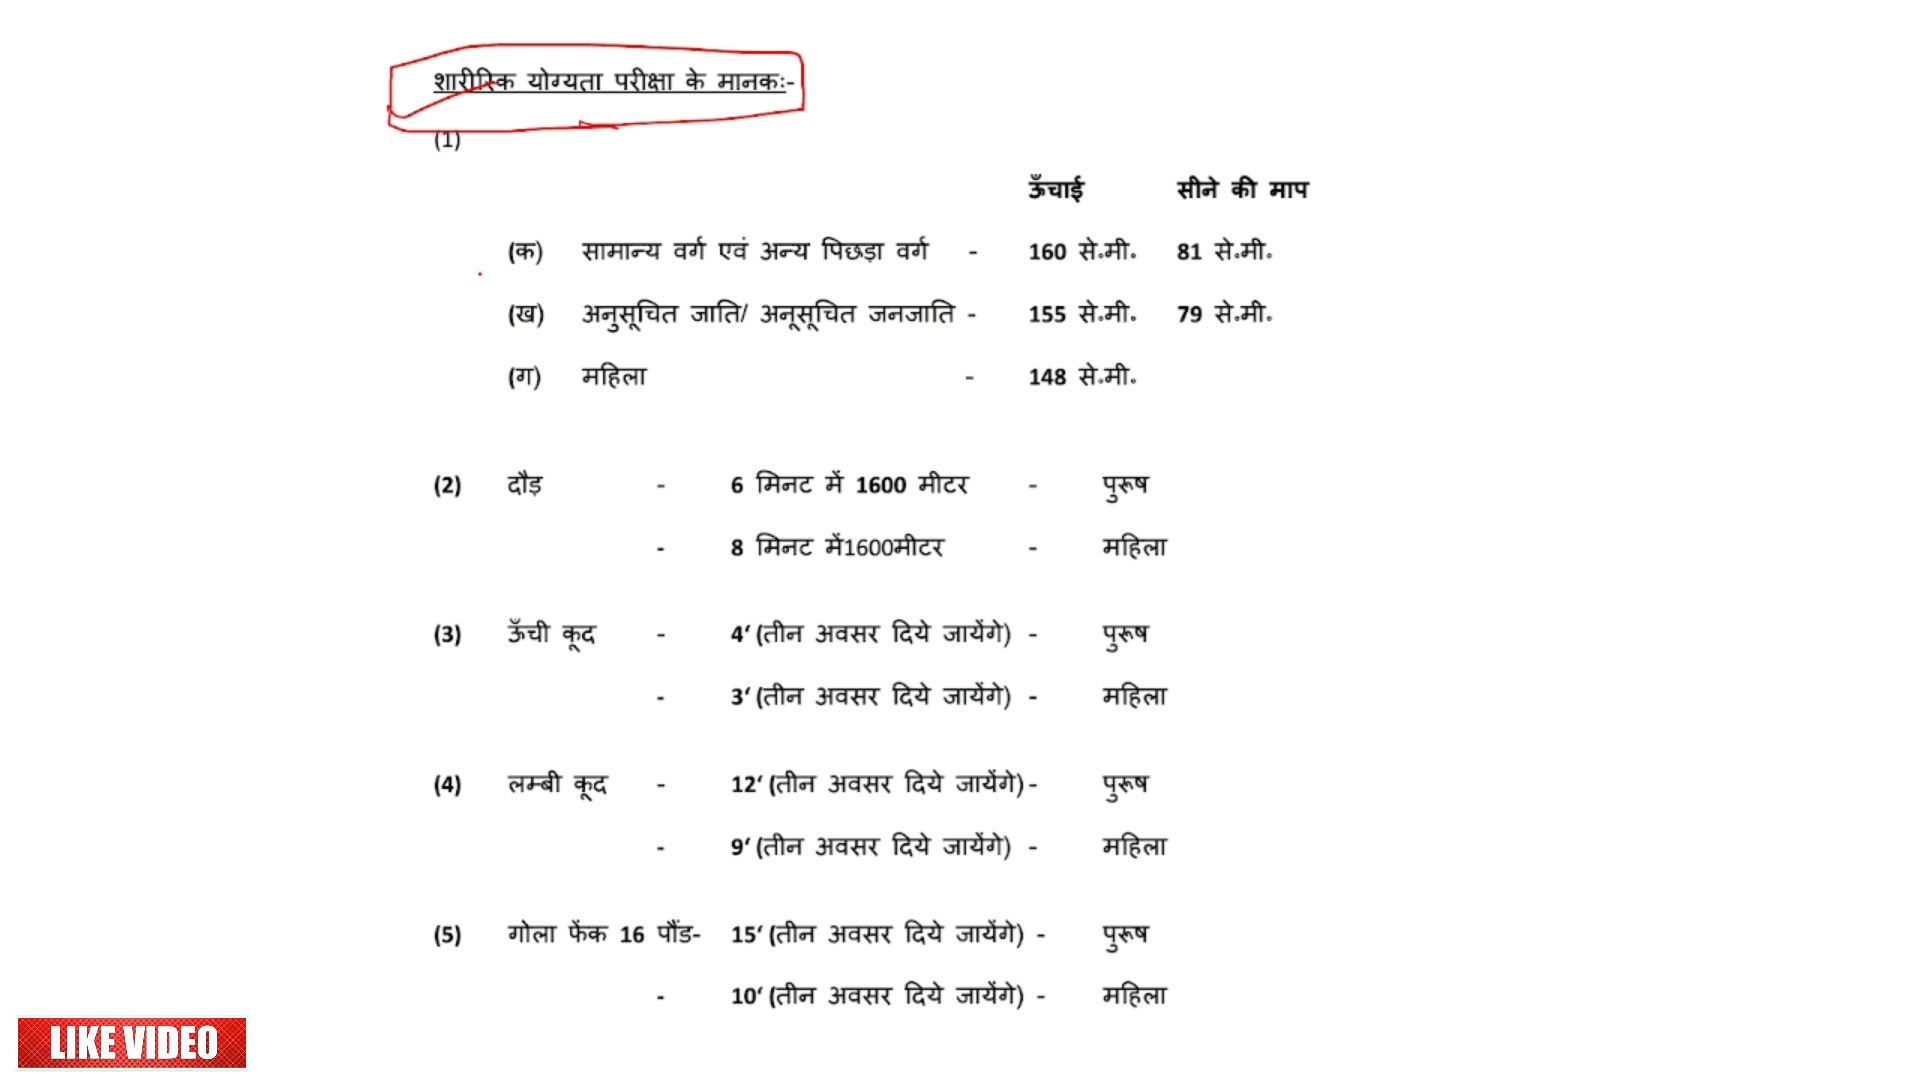 शारीरिक योग्यता परीक्षा के मानकः-
(1)
ऊँचाई सीने की माप
(क) सामान्य वर्ग एवं अन्य पिछड़ा वर्ग - 160 से॰मी॰ 81 से॰मी॰
(ख) अनुसूचित जाति/ अनूसूचित जनजाति - 155 से॰मी॰ 79 से॰मी॰
(ग) महिला - 148 से॰मी॰
(2) दौड़ - 6 मिनट में 1600 मीटर - पुरूष
- 8 मिनट में1600मीटर - महिला
(3) ऊँची कूद - 4‘ (तीन अवसर दिये जायेंगे) - पुरूष
- 3‘ (तीन अवसर दिये जायेंगे) - महिला
(4) लम्बी कूद - 12‘ (तीन अवसर दिये जायेंगे) - पुरूष
- 9‘ (तीन अवसर दिये जायेंगे) - महिला
(5) गोला फेंक 16 पौंड- 15‘ (तीन अवसर दिये जायेंगे) - पुरूष
- 10‘ (तीन अवसर दिये जायेंगे) - महिला
LIKE VIDEO